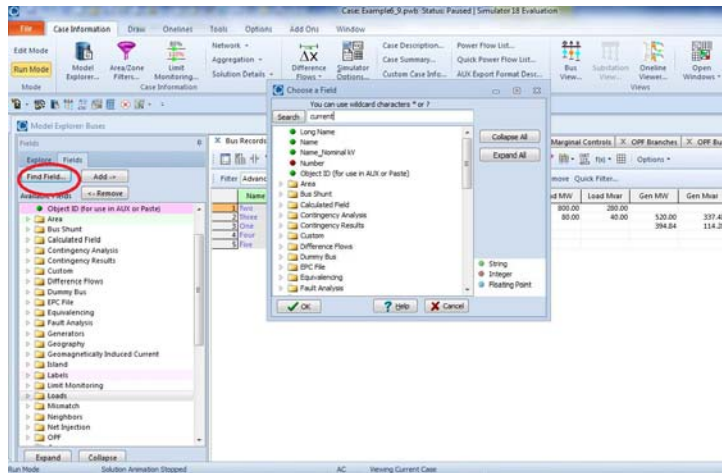 Case: Example6_9.pwb Status: Paused | Simulator 18 Evaluation
File Case Information Draw Onelines Tools Options Add Ons Window
Edit Mode
Run Mode
Mode
Model Explorer...
Area/Zone Filters...
Limit Monitoring...
Network
Aggregation
Solution Details
Case Information
Difference Flows
Simulator Options...
Case Description...
Case Summary...
Custom Case Info...
Power Flow List...
Quick Power Flow List...
AUX Export Format Desc...
Bus View...
Substation View...
Oneline Viewer...
Open Windows
Views
Model Explorer: Buses
Fields
Explore Fields
Find Field... Add ->
<- Remove
Available Fields
Object ID (for use in AUX or Paste)
Area
Bus Shunt
Calculated Field
Contingency Analysis
Contingency Results
Custom
Difference Flows
Dummy Bus
EPC File
Equivalencing
Fault Analysis
Generators
Geography
Geomagnetically Induced Current
Island
Labels
Limit Monitoring
Loads
Mismatch
Neighbors
Net Injection
OPF
Expand Collapse
X Bus Records
Filter Advanc
Name
1 Two
2 Three
3 One
4 Four
5 Five
Choose a Field
You can use wildcard characters * or ?
Search current
Long Name
Name
Name_Nominal kV
Number
Object ID (for use in AUX or Paste)
Area
Bus Shunt
Calculated Field
Contingency Analysis
Contingency Results
Custom
Difference Flows
Dummy Bus
EPC File
Equivalencing
Fault Analysis
Collapse All
Expand All
String
Integer
Floating Point
OK ? Help X Cancel
Marginal Controls X OPF Branches X OPF Bu
f(x) Options
move Quick Filter...
d MW Load Mvar Gen MW Gen Mvar
800.00 280.00
80.00 40.00 520.00 337.4
394.84 114.2
Run Mode Solution Animation Stopped AC Viewing Current Case